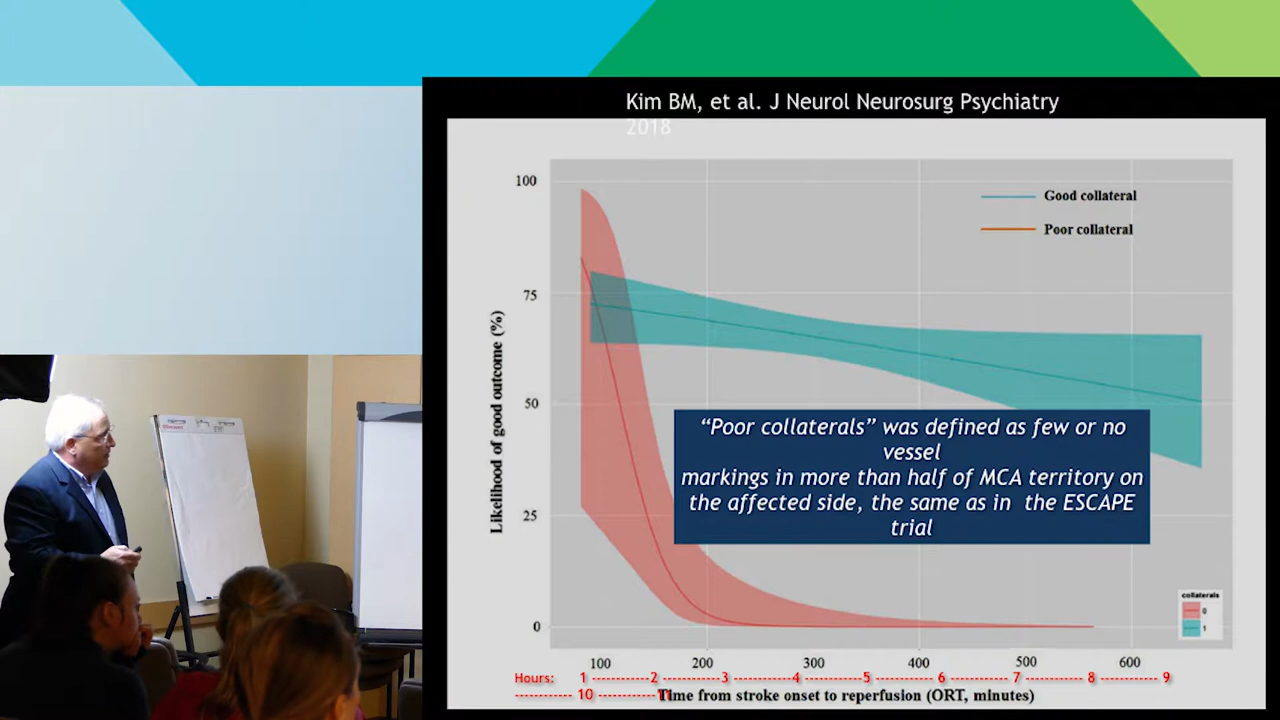 Kim BM, et al. J Neurol Neurosurg Psychiatry
2018
100
75
50
25
0
Likelihood of good outcome (%)
Good collateral
Poor collateral
“Poor collaterals” was defined as few or no
vessel
markings in more than half of MCA territory on
the affected side, the same as in the ESCAPE
trial
collaterals
0
1
100 200 300 400 500 600
Hours: 1 -----------2 -----------3 -----------4 -----------5 -----------6 -----------7 -----------8 -----------9
----------- 10 -----------
Time from stroke onset to reperfusion (ORT, minutes)